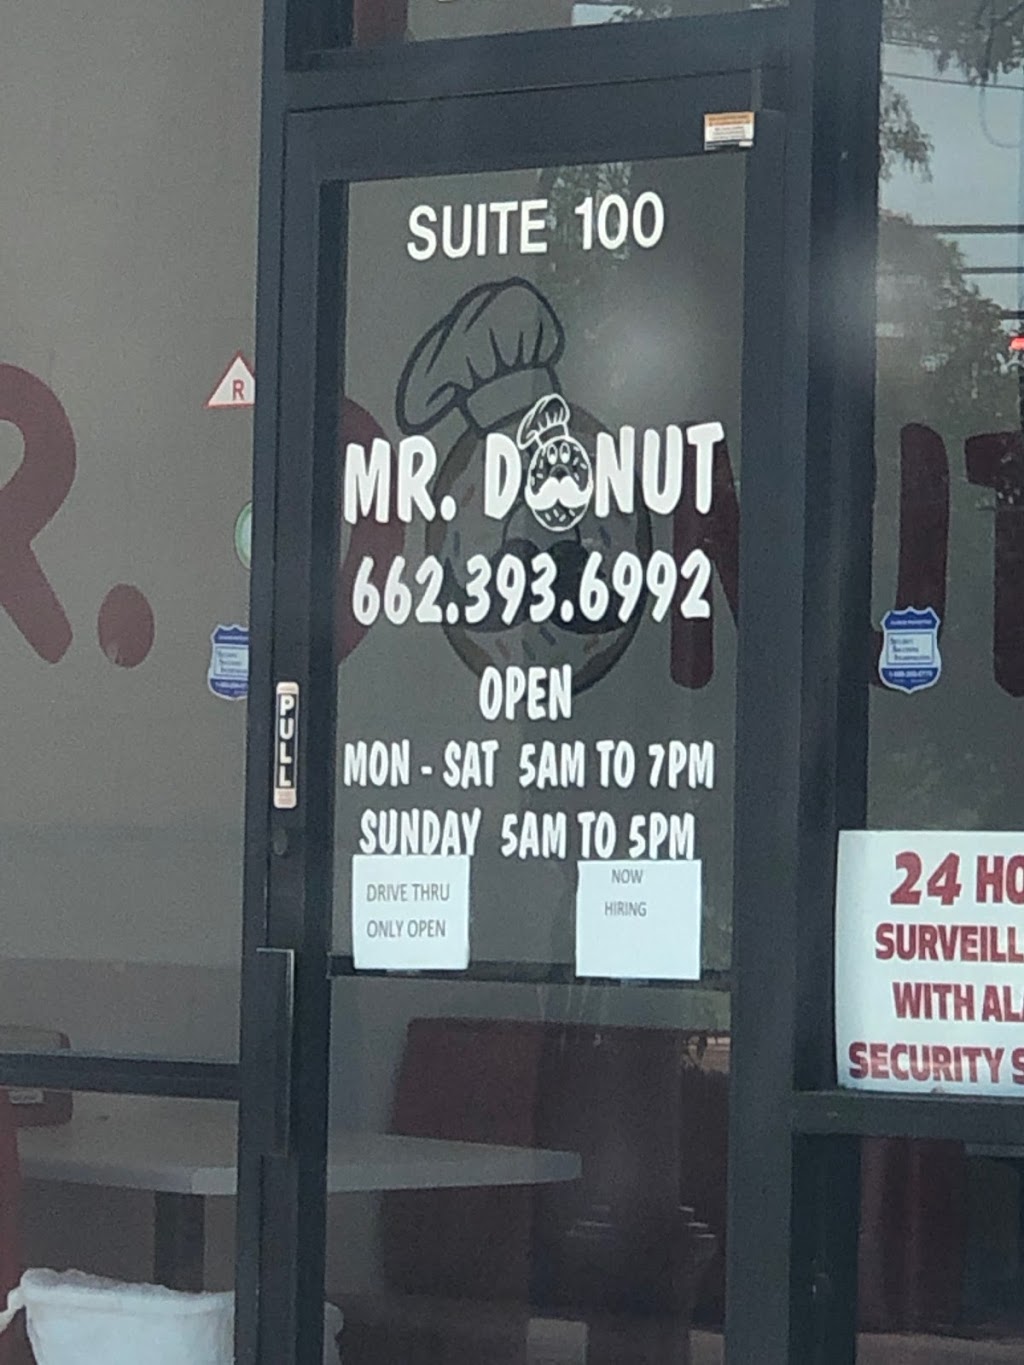 SUITE 100
R
MR. DONUT
662.393.6992
OPEN
PULL
MON - SAT 5AM TO 7PM
SUNDAY 5AM TO 5PM
DRIVE THRU
ONLY OPEN
NOW
HIRING
R. D NUT
24 HO
SURVEILL
WITH AL
SECURITY S